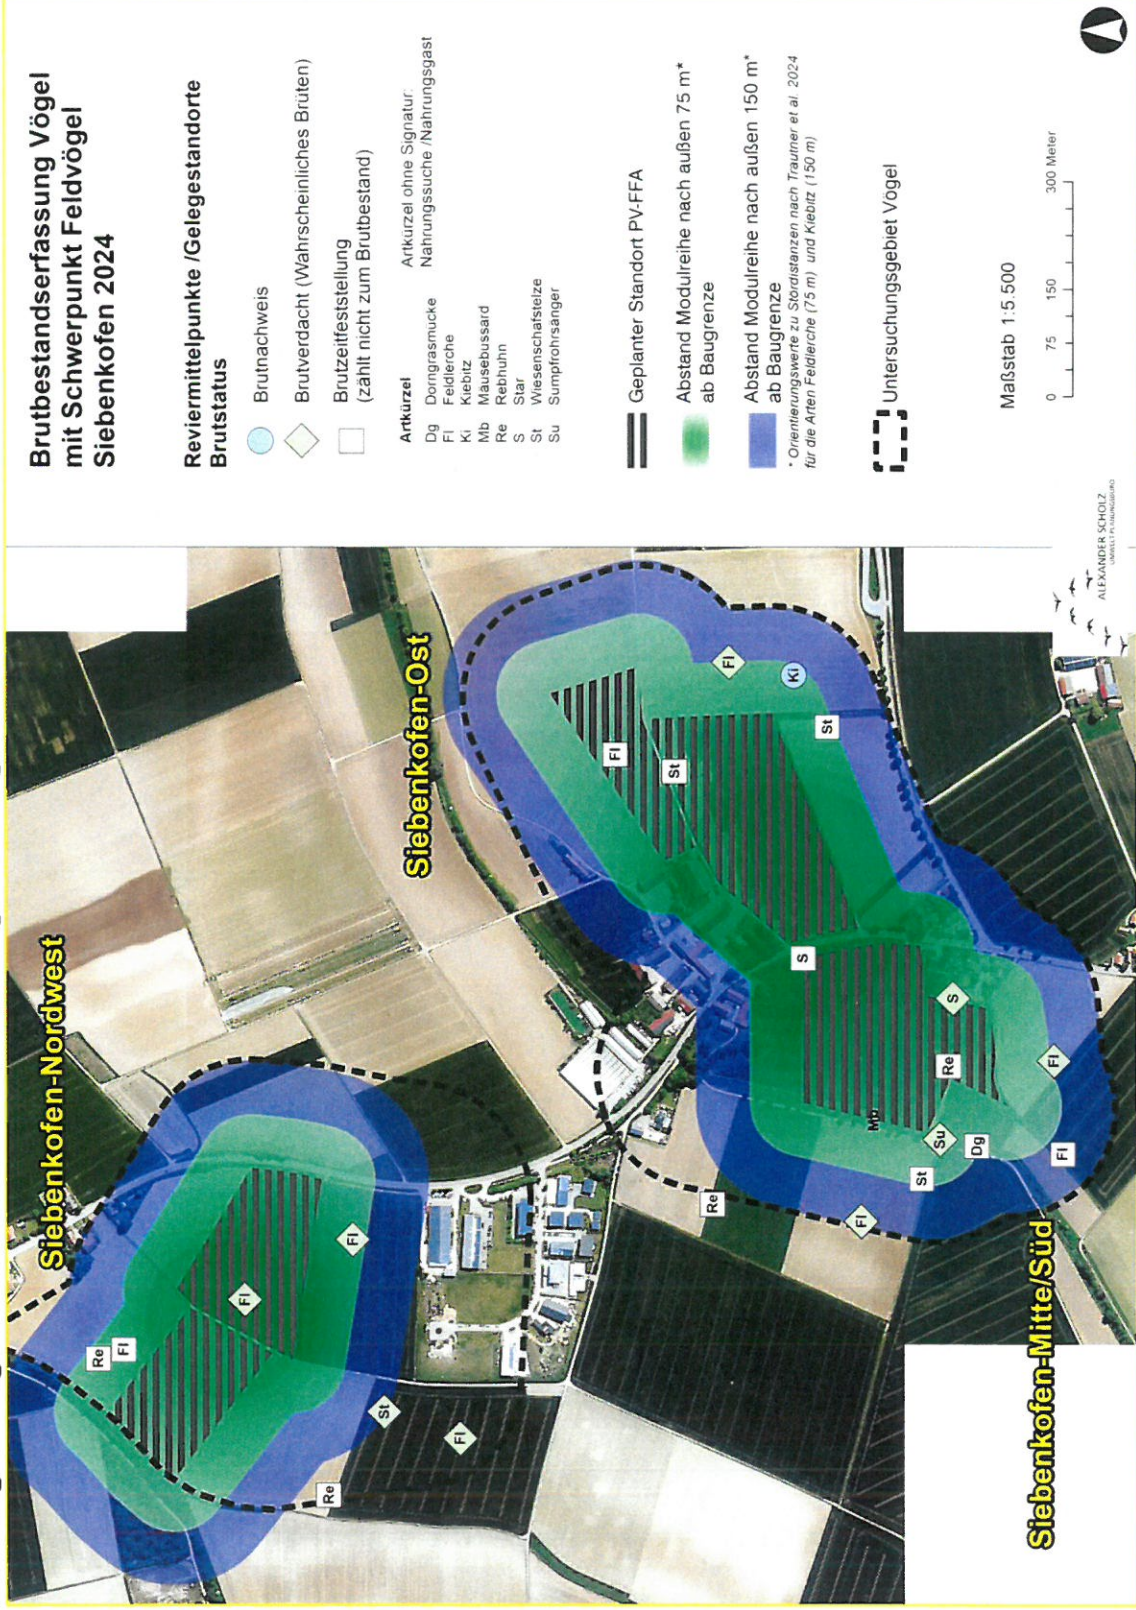 Brutbestandserfassung Vögel
mit Schwerpunkt Feldvögel
Siebenkofen 2024
Reviermittelpunkte /Gelegestandorte
Brutstatus
Brutnachweis
Brutverdacht (Wahrscheinliches Brüten)
Brutzeitfeststellung
(zählt nicht zum Brutbestand)
Artkürzel
Dg Dorngrasmücke
Fl Feldlerche
Ki Kiebitz
Mb Mäusebussard
Re Rebhuhn
S Star
St Wiesenschafstelze
Su Sumpfrohrsänger
Artkürzel ohne Signatur:
Nahrungssuche /Nahrungsgast
Geplanter Standort PV-FFA
Abstand Modulreihe nach außen 75 m*
ab Baugrenze
Abstand Modulreihe nach außen 150 m*
ab Baugrenze
* Orientierungswerte zu Stördistanzen nach Trautner et al. 2024
für die Arten Feldlerche (75 m) und Kiebitz (150 m)
Untersuchungsgebiet Vögel
Maßstab 1:5.500
0 75 150 300 Meter
ALEXANDER SCHOLZ
UMWELT-PLANUNGSBÜRO
Siebenkofen-Nordwest
Re
Fl
Fl
Fl
St
Fl
Re
Siebenkofen-Ost
Fl
St
Fl
Ki
St
S
Siebenkofen-Mitte/Süd
S
Re
Mb
Su
Dg
St
Fl
Fl
Fl
Re